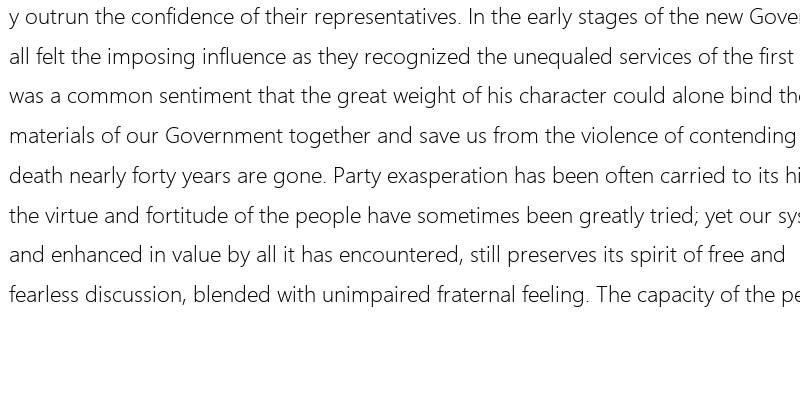 y outrun the confidence of their representatives. In the early stages of the new
all felt the imposing influence as they recognized the unequaled services of the first
was a common sentiment that the great weight of his character could alone bind
materials of our Government together and save us from the violence of contending
death nearly forty years are gone. Party exasperation has been often carried to its
the virtue and fortitude of the people have sometimes been greatly tried; yet our
and enhanced in value by all it has encountered, still preserves its spirit of free and
fearless discussion, blended with unimpaired fraternal feeling. The capacity of the